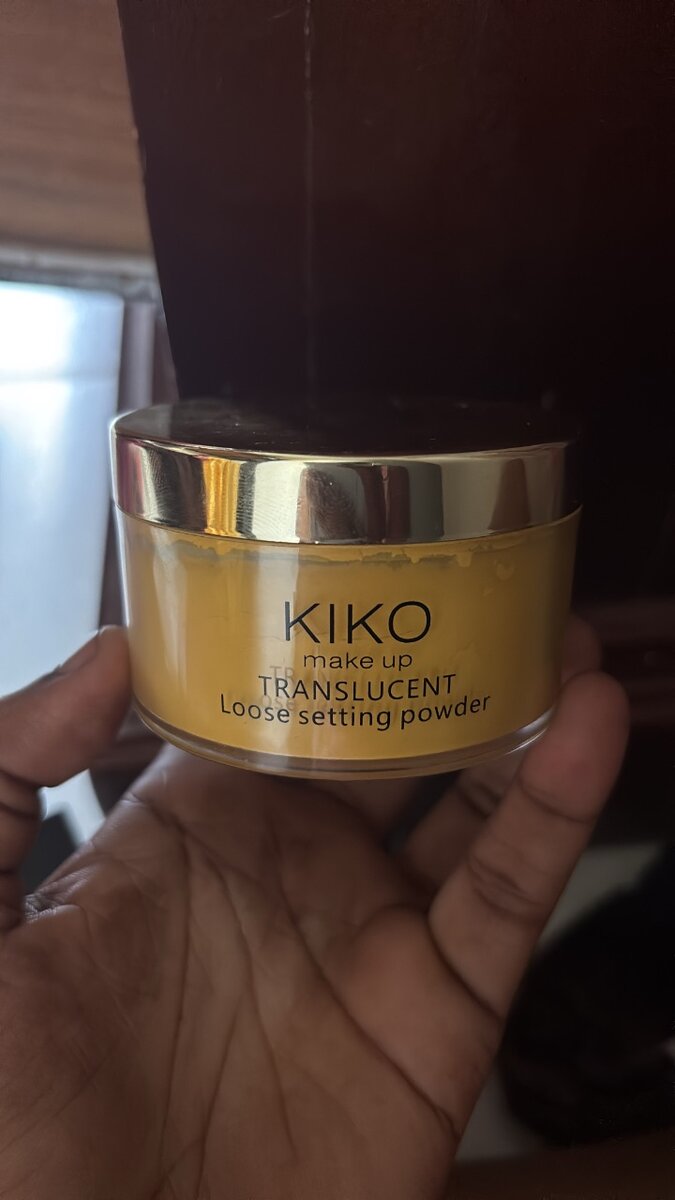 KIKO
make up
TRANSLUCENT
Loose setting powder